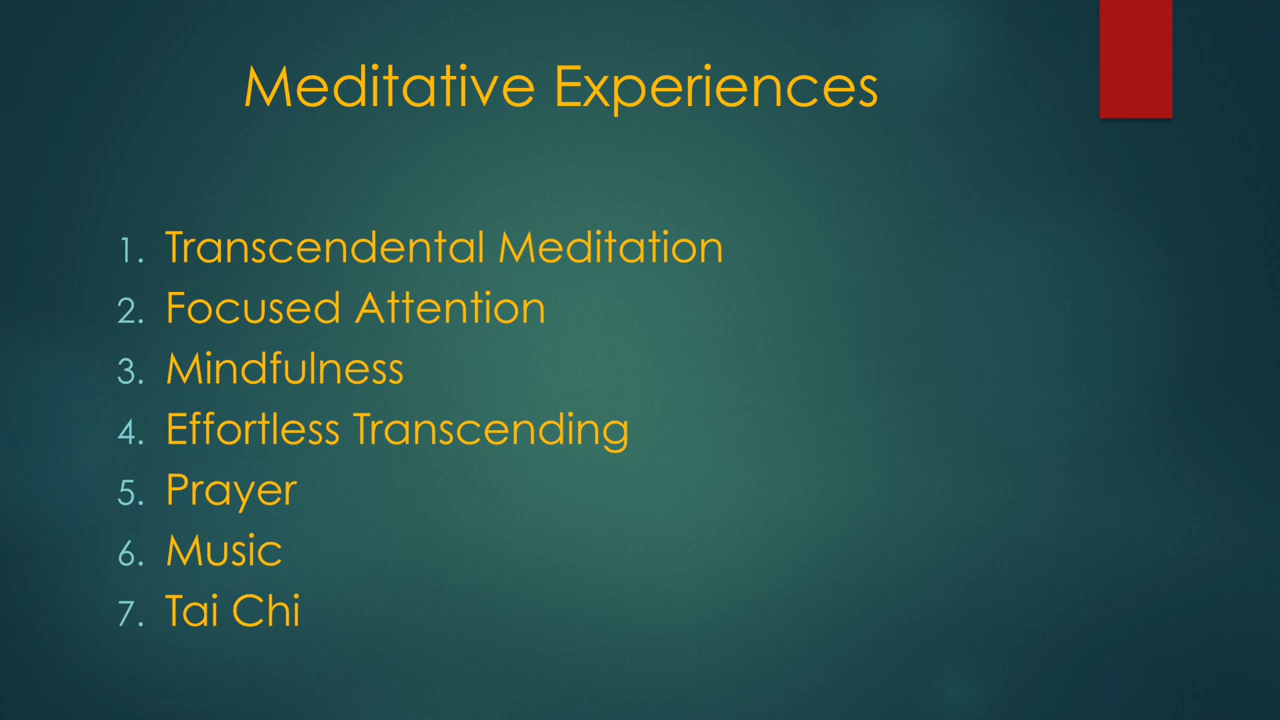 Meditative Experiences
1. Transcendental Meditation
2. Focused Attention
3. Mindfulness
4. Effortless Transcending
5. Prayer
6. Music
7. Tai Chi